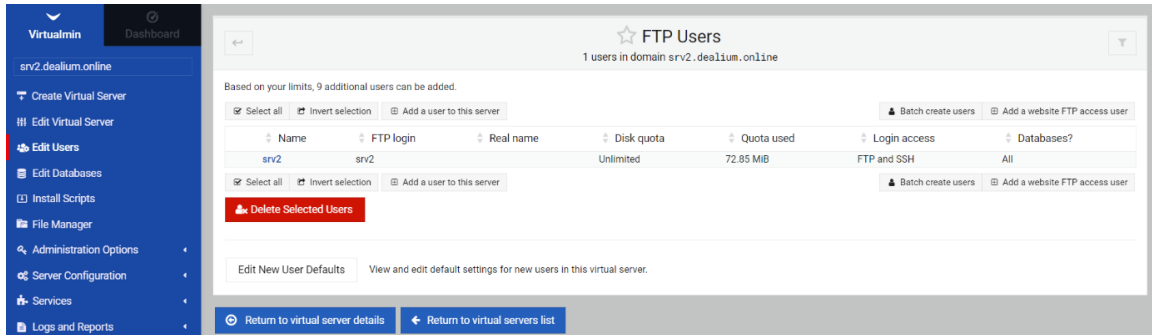 Virtualmin
Dashboard
srv2.dealium.online
Create Virtual Server
Edit Virtual Server
Edit Users
Edit Databases
Install Scripts
File Manager
Administration Options
Server Configuration
Services
Logs and Reports
FTP Users
1 users in domain srv2.dealium.online
Based on your limits, 9 additional users can be added.
Select all Invert selection Add a user to this server Batch create users Add a website FTP access user
Name FTP login Real name Disk quota Quota used Login access Databases?
srv2 srv2 Unlimited 72.85 MiB FTP and SSH All
Select all Invert selection Add a user to this server Batch create users Add a website FTP access user
Delete Selected Users
Edit New User Defaults View and edit default settings for new users in this virtual server.
Return to virtual server details Return to virtual servers list